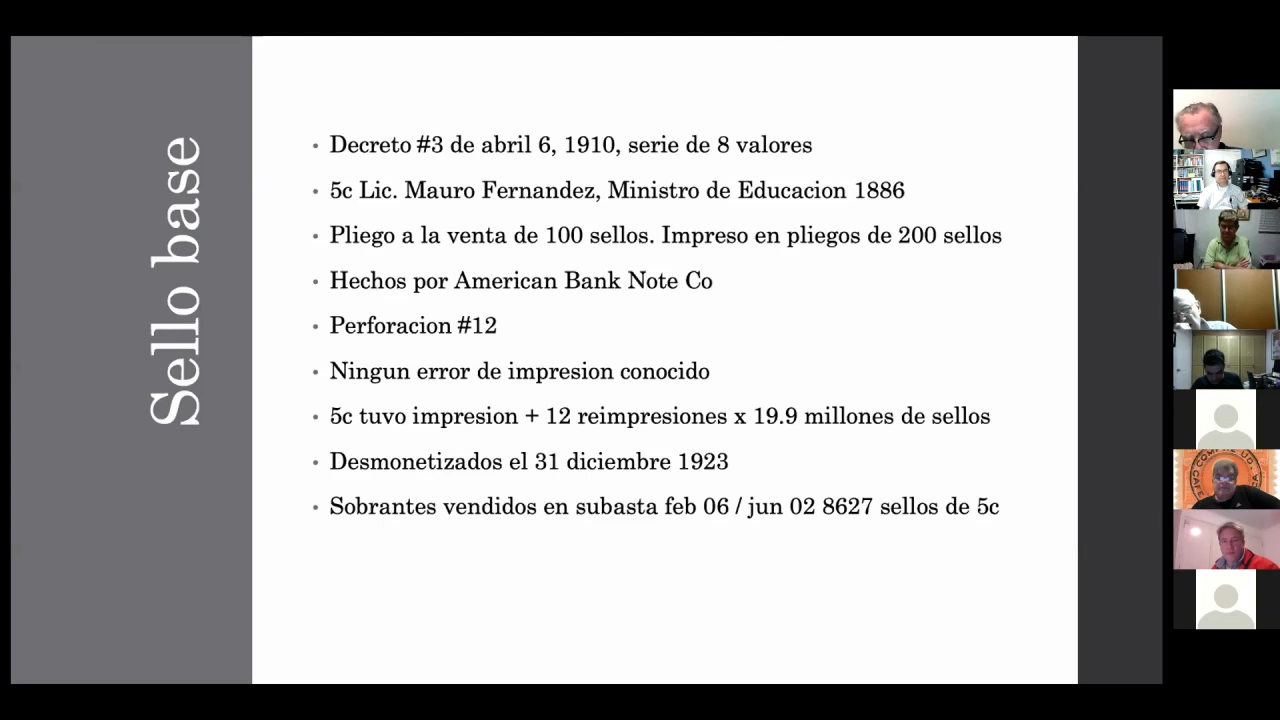 Sello base
Decreto #3 de abril 6, 1910, serie de 8 valores
5c Lic. Mauro Fernandez, Ministro de Educacion 1886
Pliego a la venta de 100 sellos. Impreso en pliegos de 200 sellos
Hechos por American Bank Note Co
Perforacion #12
Ningun error de impresion conocido
5c tuvo impresion + 12 reimpresiones x 19.9 millones de sellos
Desmonetizados el 31 diciembre 1923
Sobrantes vendidos en subasta feb 06 / jun 02 8627 sellos de 5c